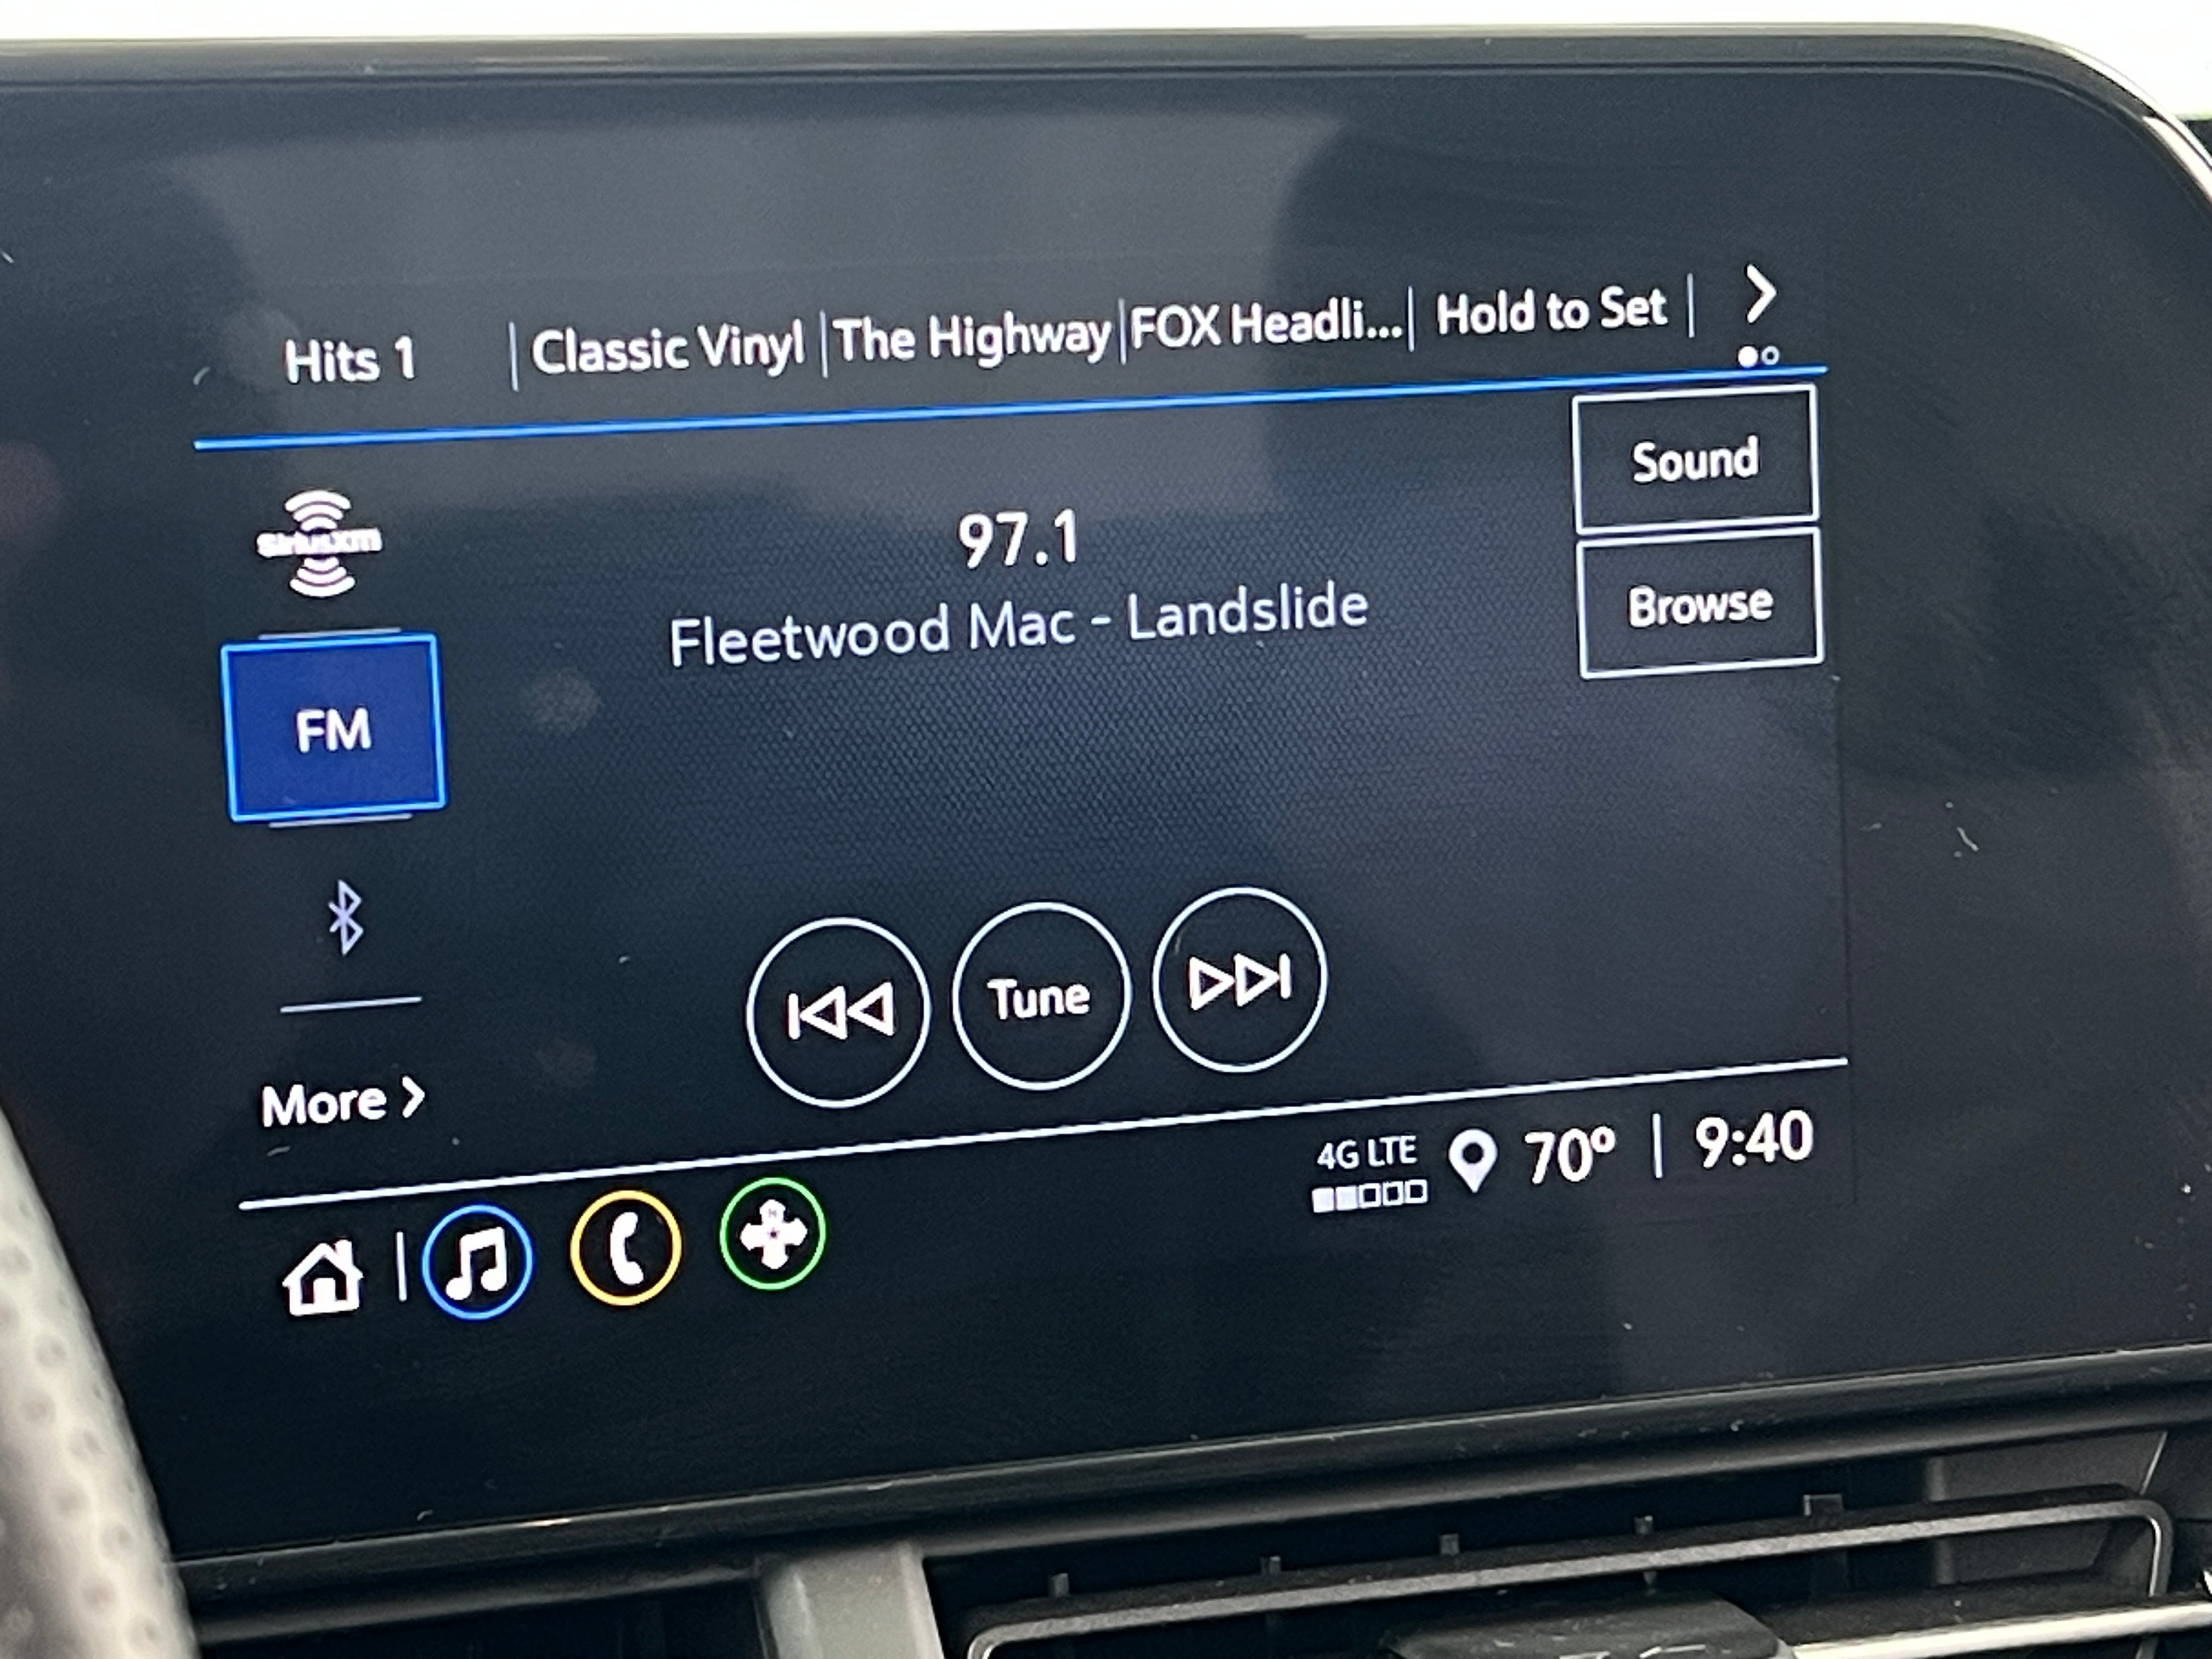 Hits 1 | Classic Vinyl | The Highway | FOX Headli... | Hold to Set |
siriusxm
97.1
Fleetwood Mac - Landslide
Sound
Browse
FM
Tune
More
4G LTE
70° | 9:40